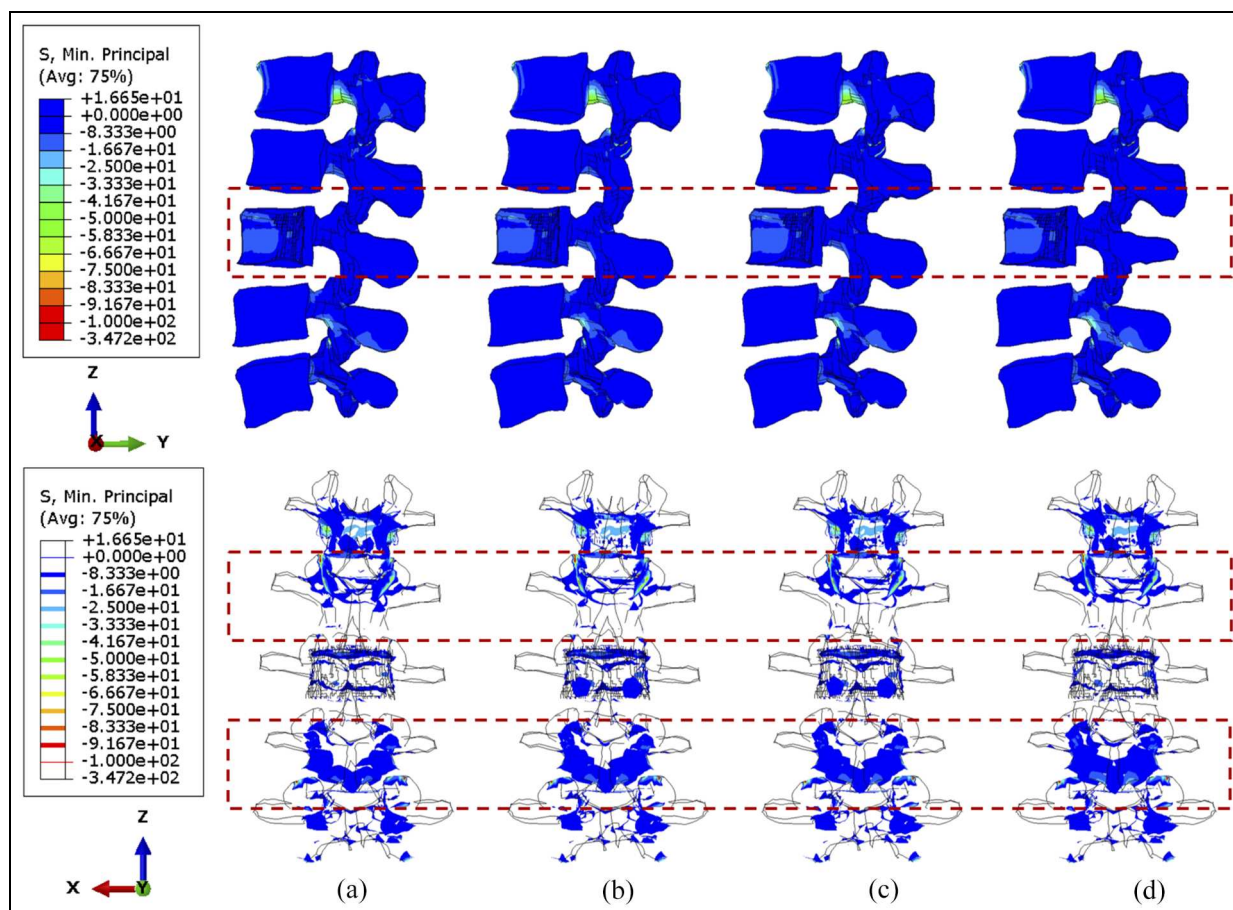 S, Min. Principal
(Avg: 75%)
+1.665e+01
+0.000e+00
-8.333e+00
-1.667e+01
-2.500e+01
-3.333e+01
-4.167e+01
-5.000e+01
-5.833e+01
-6.667e+01
-7.500e+01
-8.333e+01
-9.167e+01
-1.000e+02
-3.472e+02
Z
X
Y
S, Min. Principal
(Avg: 75%)
+1.665e+01
+0.000e+00
-8.333e+00
-1.667e+01
-2.500e+01
-3.333e+01
-4.167e+01
-5.000e+01
-5.833e+01
-6.667e+01
-7.500e+01
-8.333e+01
-9.167e+01
-1.000e+02
-3.472e+02
Z
X Y
(a) (b) (c) (d)